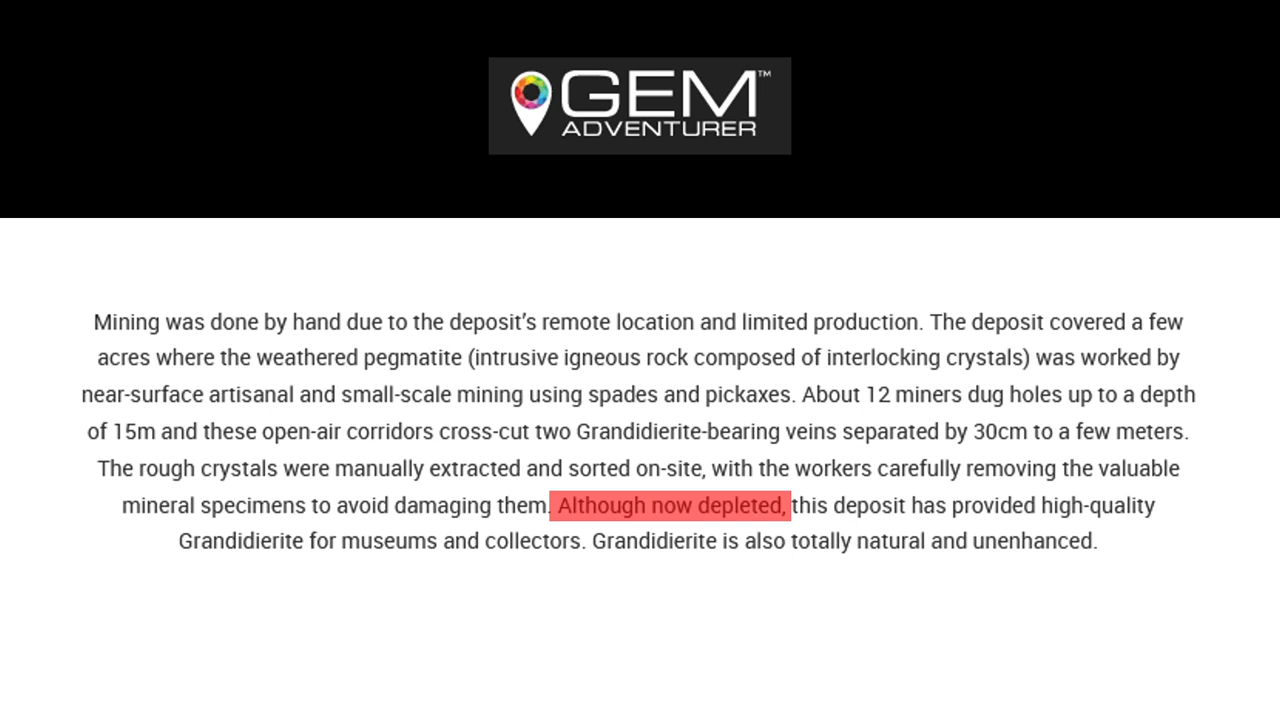 GEM™
ADVENTURER
Mining was done by hand due to the deposit’s remote location and limited production. The deposit covered a few
acres where the weathered pegmatite (intrusive igneous rock composed of interlocking crystals) was worked by
near-surface artisanal and small-scale mining using spades and pickaxes. About 12 miners dug holes up to a depth
of 15m and these open-air corridors cross-cut two Grandidierite-bearing veins separated by 30cm to a few meters.
The rough crystals were manually extracted and sorted on-site, with the workers carefully removing the valuable
mineral specimens to avoid damaging them. Although now depleted, this deposit has provided high-quality
Grandidierite for museums and collectors. Grandidierite is also totally natural and unenhanced.